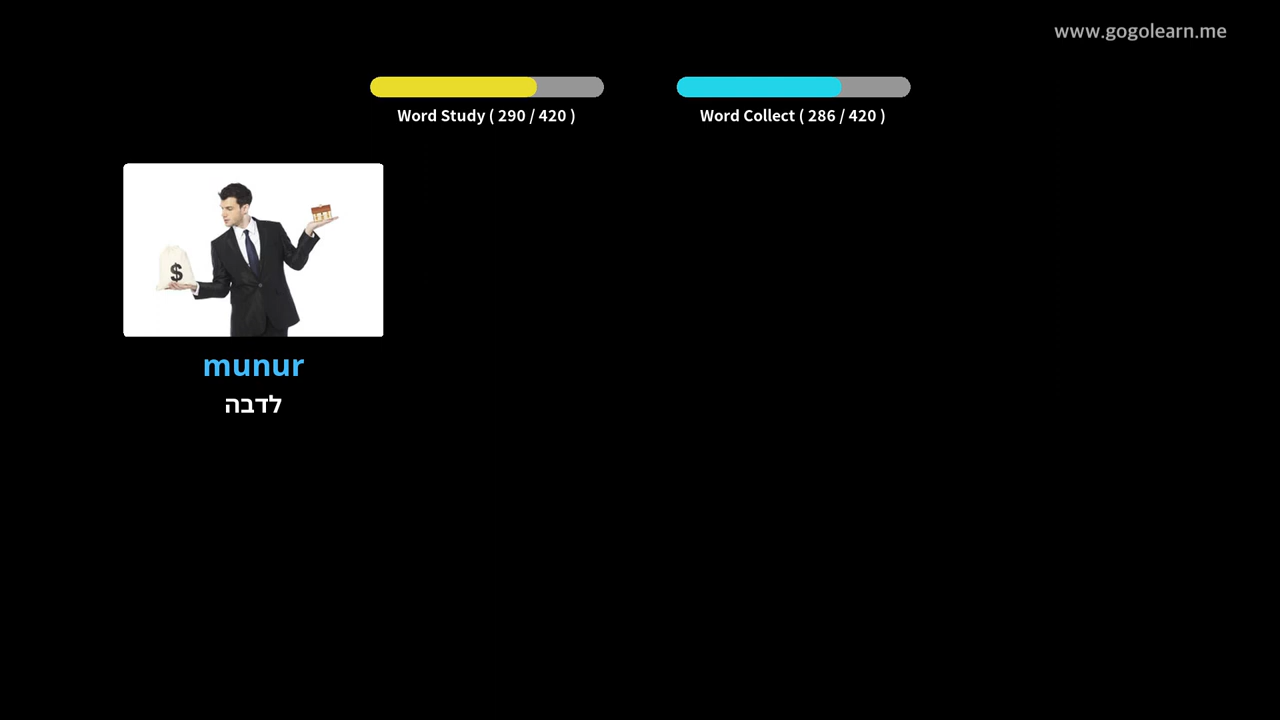 www.gogolearn.me
Word Study ( 290 / 420 )
Word Collect ( 286 / 420 )
$
munur
לדבה